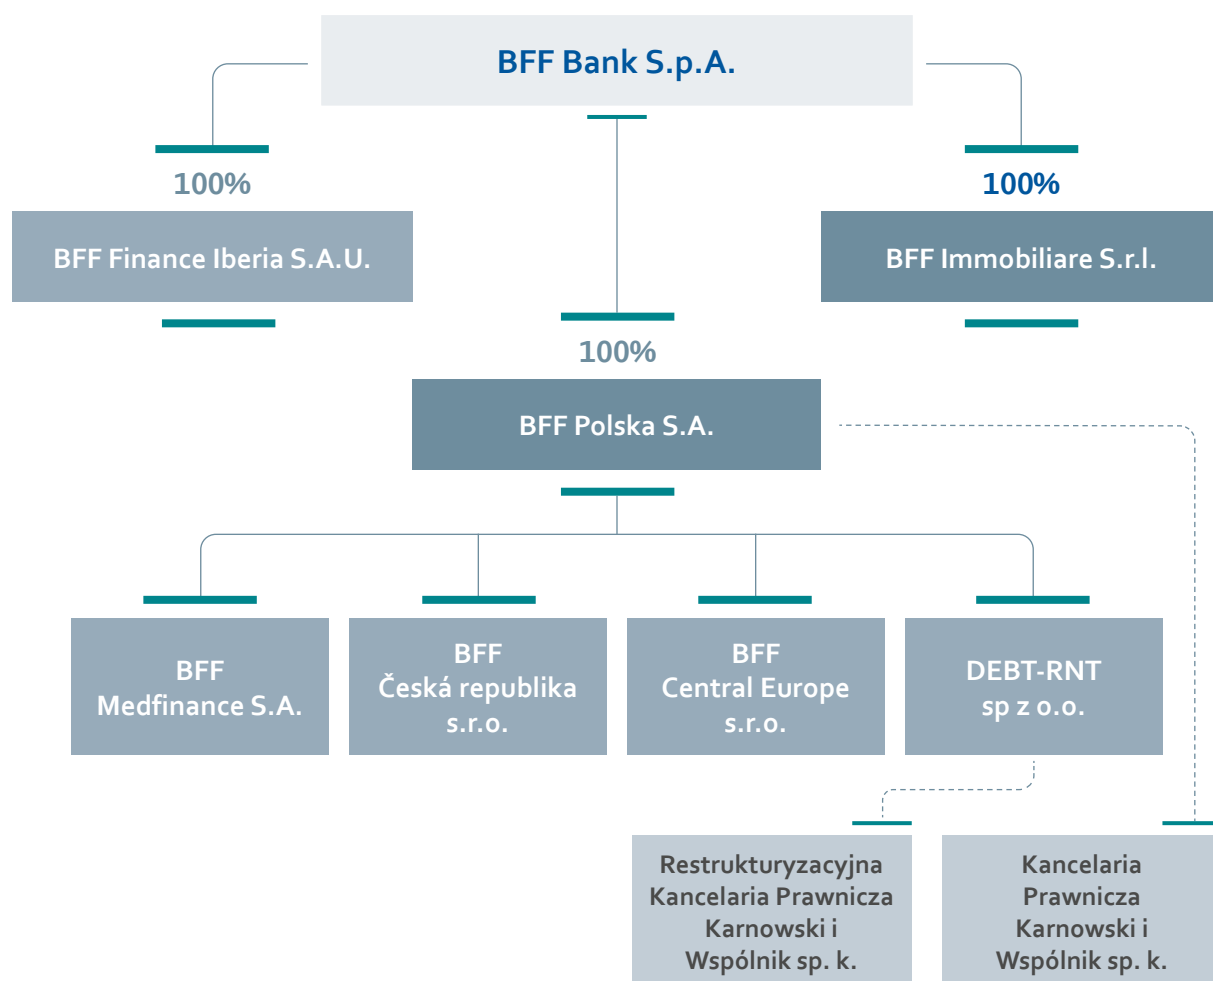 BFF Bank S.p.A.
100%
100%
BFF Finance Iberia S.A.U.
BFF Immobiliare S.r.l.
100%
BFF Polska S.A.
BFF
Medfinance S.A.
BFF
Česká republika
s.r.o.
BFF
Central Europe
s.r.o.
DEBT-RNT
sp z o.o.
Restrukturyzacyjna
Kancelaria Prawnicza
Karnowski i
Wspólnik sp. k.
Kancelaria
Prawnicza
Karnowski i
Wspólnik sp. k.